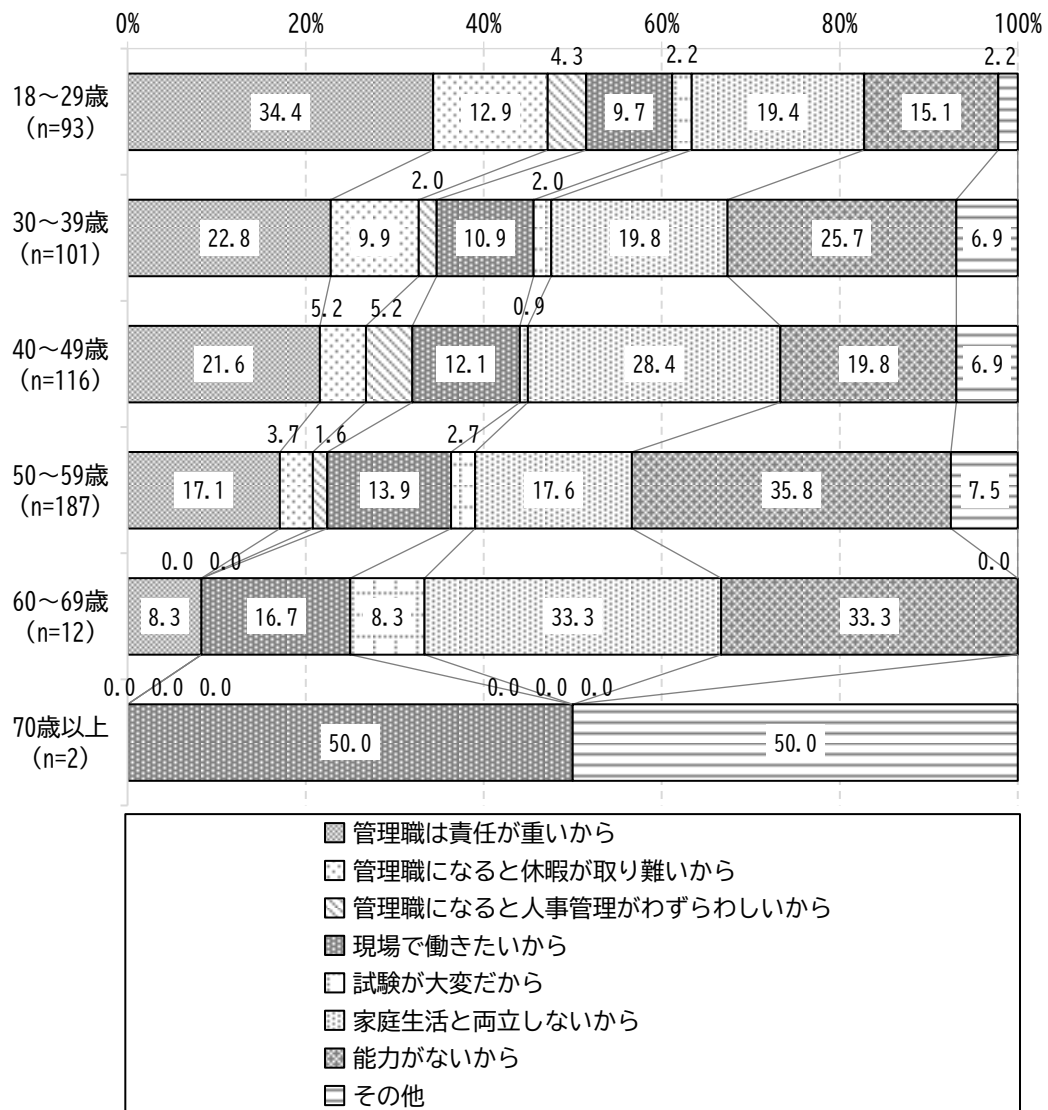 0% 20% 40% 60% 80% 100%
4.3 2.2 2.2
18～29歳
（n=93）
34.4 12.9 9.7 19.4 15.1
2.0 2.0
30～39歳
（n=101）
22.8 9.9 10.9 19.8 25.7 6.9
5.2 5.2 0.9
40～49歳
（n=116）
21.6 12.1 28.4 19.8 6.9
3.7 1.6 2.7
50～59歳
（n=187）
17.1 13.9 17.6 35.8 7.5
0.0 0.0 0.0
60～69歳
（n=12）
8.3 16.7 8.3 33.3 33.3
0.0 0.0 0.0 0.0 0.0 0.0
70歳以上
（n=2）
50.0 50.0
管理職は責任が重いから
管理職になると休暇が取り難いから
管理職になると人事管理がわずらわしいから
現場で働きたいから
試験が大変だから
家庭生活と両立しないから
能力がないから
その他